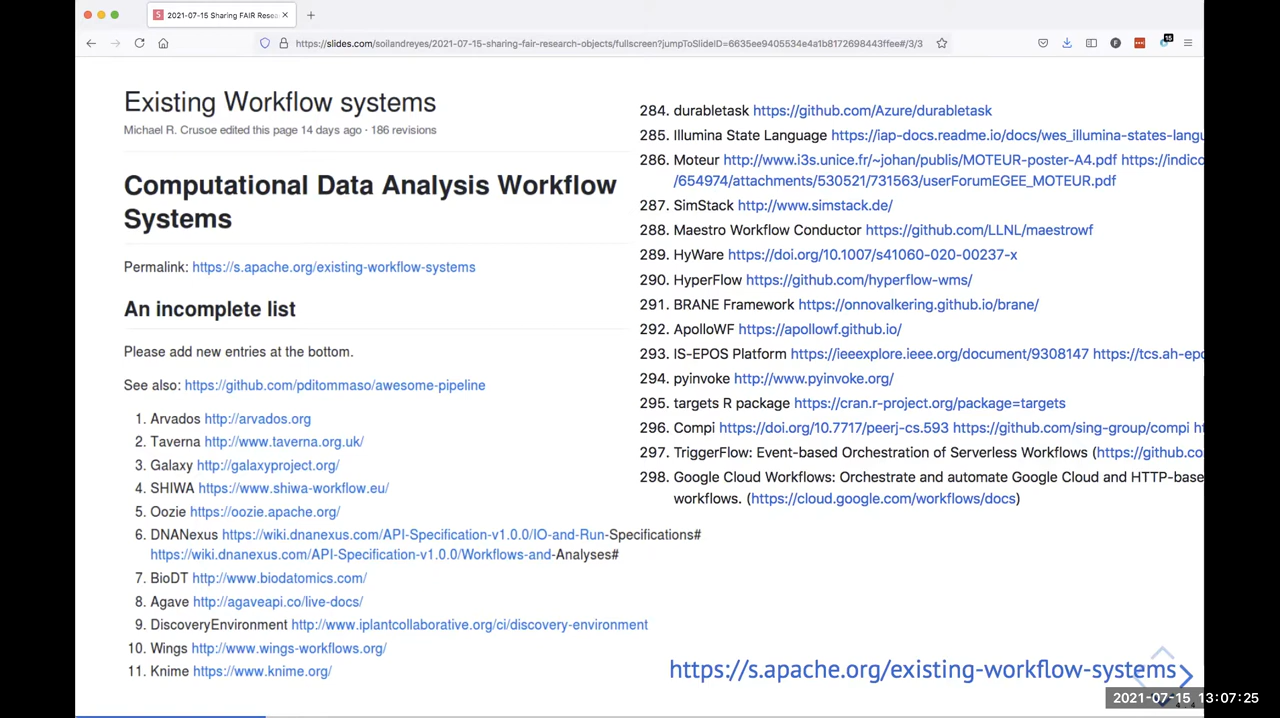 2021-07-15 Sharing FAIR Resea
https://slides.com/soilandreyes/2021-07-15-sharing-fair-research-objects/fullscreen?jumpToSlideID=6635ee9405534e4a1b8172698443ffee#/3/3
15
Existing Workflow systems
Michael R. Crusoe edited this page 14 days ago · 186 revisions
Computational Data Analysis Workflow
Systems
Permalink: https://s.apache.org/existing-workflow-systems
An incomplete list
Please add new entries at the bottom.
See also: https://github.com/pditommaso/awesome-pipeline
1. Arvados http://arvados.org
2. Taverna http://www.taverna.org.uk/
3. Galaxy http://galaxyproject.org/
4. SHIWA https://www.shiwa-workflow.eu/
5. Oozie https://oozie.apache.org/
6. DNANexus https://wiki.dnanexus.com/API-Specification-v1.0.0/IO-and-Run-Specifications#
https://wiki.dnanexus.com/API-Specification-v1.0.0/Workflows-and-Analyses#
7. BioDT http://www.biodatomics.com/
8. Agave http://agaveapi.co/live-docs/
9. DiscoveryEnvironment http://www.iplantcollaborative.org/ci/discovery-environment
10. Wings http://www.wings-workflows.org/
11. Knime https://www.knime.org/
284. durabletask https://github.com/Azure/durabletask
285. Illumina State Language https://iap-docs.readme.io/docs/wes_illumina-states-langu
286. Moteur http://www.i3s.unice.fr/~johan/publis/MOTEUR-poster-A4.pdf https://indico
/654974/attachments/530521/731563/userForumEGEE_MOTEUR.pdf
287. SimStack http://www.simstack.de/
288. Maestro Workflow Conductor https://github.com/LLNL/maestrowf
289. HyWare https://doi.org/10.1007/s41060-020-00237-x
290. HyperFlow https://github.com/hyperflow-wms/
291. BRANE Framework https://onnovalkering.github.io/brane/
292. ApolloWF https://apollowf.github.io/
293. IS-EPOS Platform https://ieeexplore.ieee.org/document/9308147 https://tcs.ah-epo
294. pyinvoke http://www.pyinvoke.org/
295. targets R package https://cran.r-project.org/package=targets
296. Compi https://doi.org/10.7717/peerj-cs.593 https://github.com/sing-group/compi ht
297. TriggerFlow: Event-based Orchestration of Serverless Workflows (https://github.co
298. Google Cloud Workflows: Orchestrate and automate Google Cloud and HTTP-base
workflows. (https://cloud.google.com/workflows/docs)
https://s.apache.org/existing-workflow-systems
2021-07-15 13:07:25